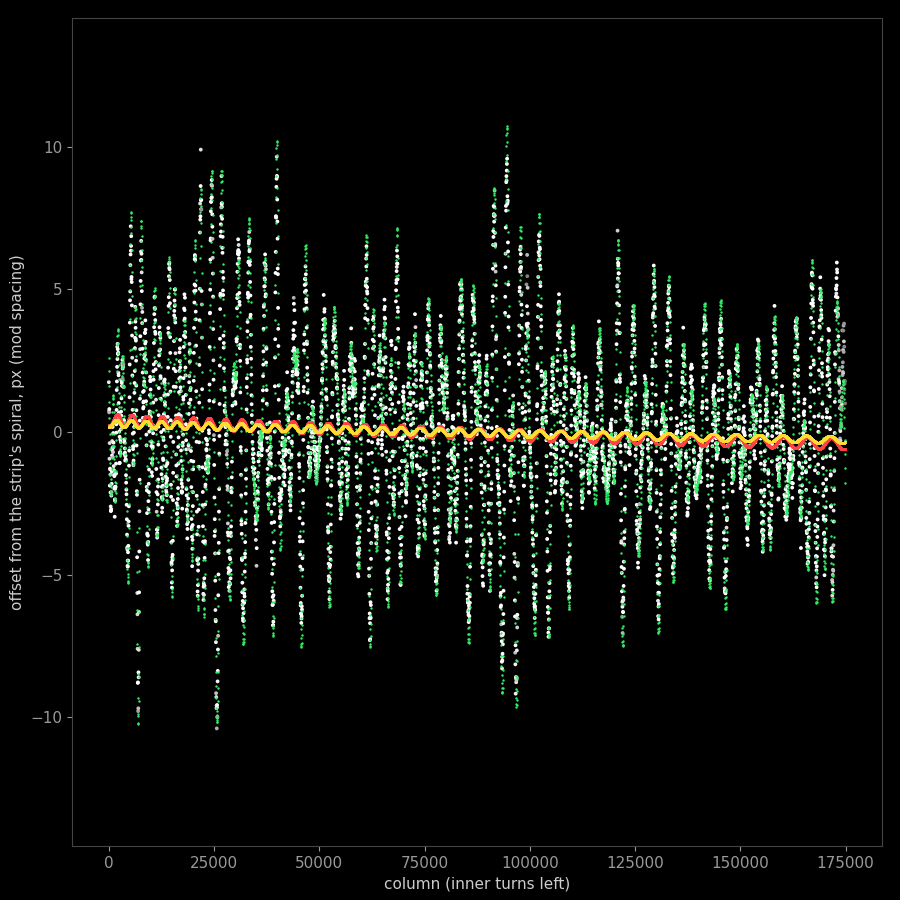 offset from the strip's spiral, px (mod spacing)
10
5
0
−5
−10
0 25000 50000 75000 100000 125000 150000 175000
column (inner turns left)